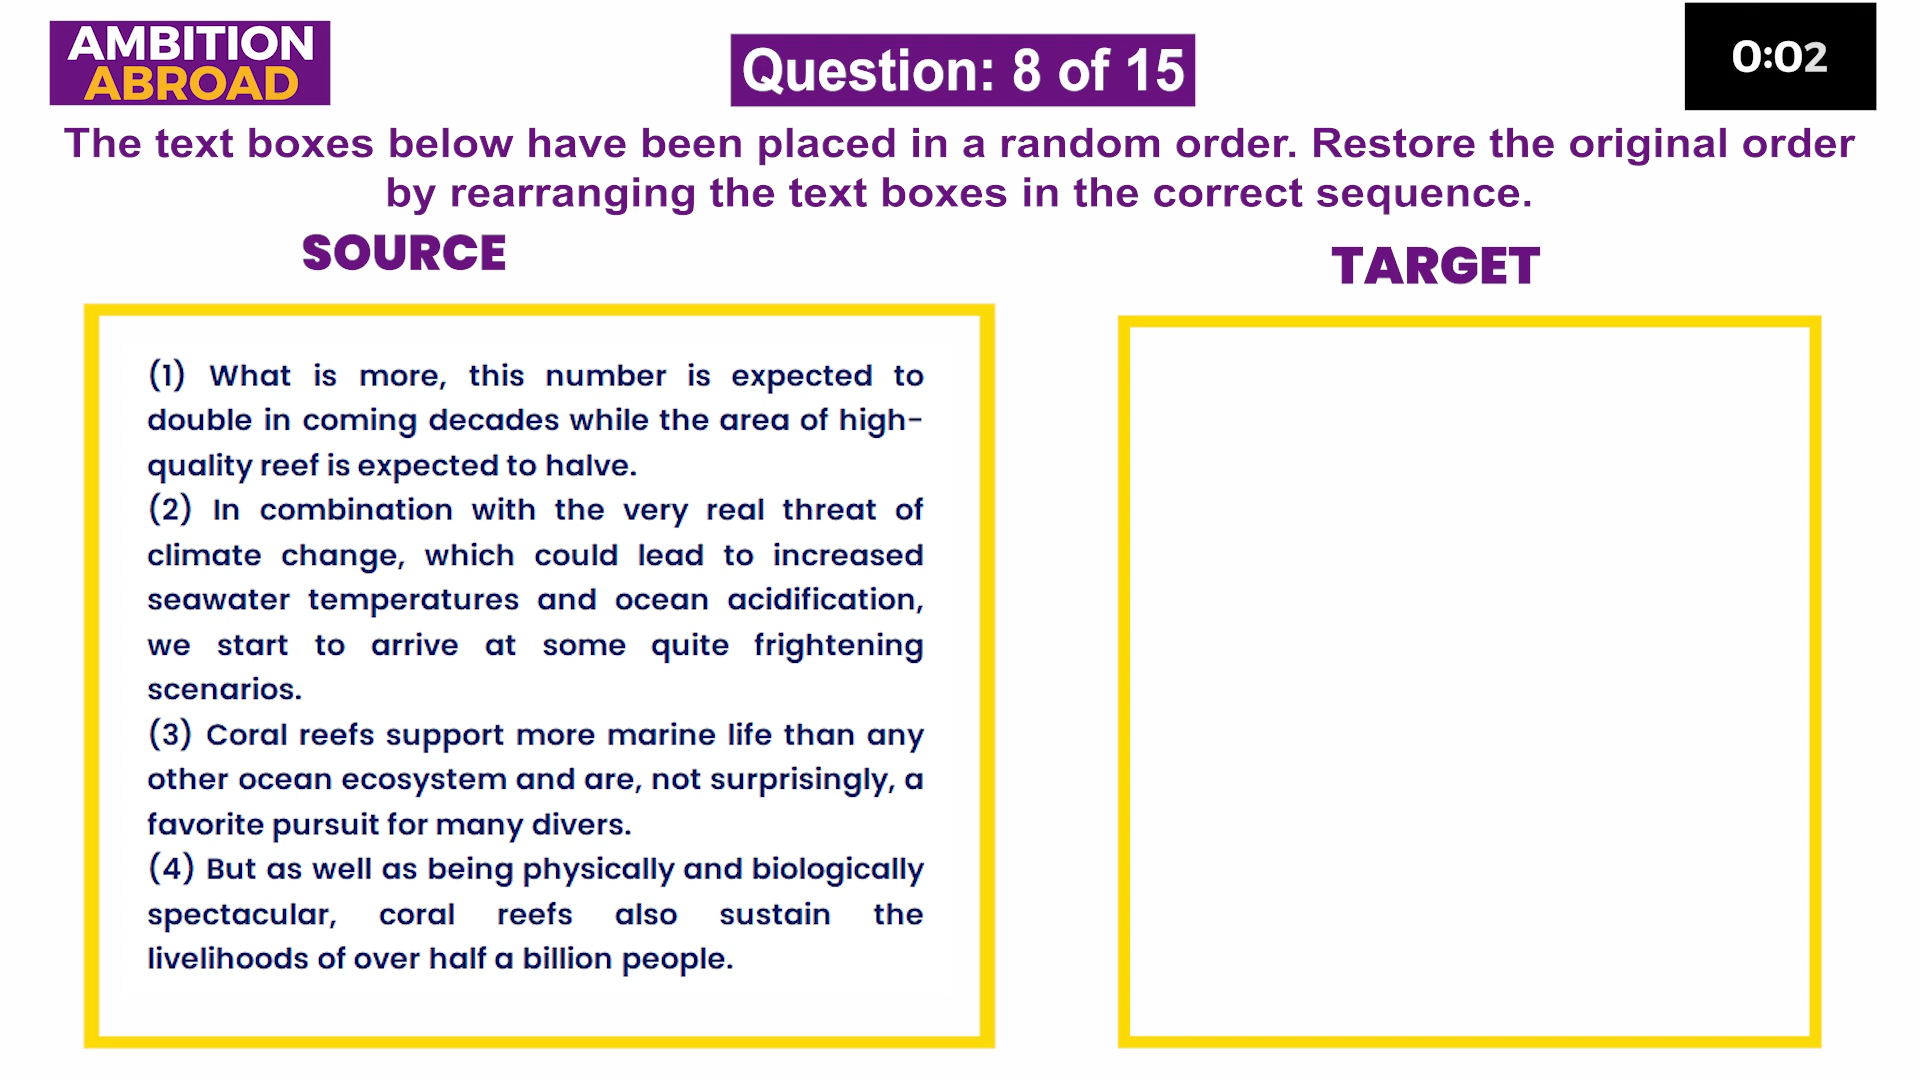 AMBITION
ABROAD
Question: 8 of 15
0:02
The text boxes below have been placed in a random order. Restore the original order
by rearranging the text boxes in the correct sequence.
SOURCE
TARGET
(1) What is more, this number is expected to
double in coming decades while the area of high-
quality reef is expected to halve.
(2) In combination with the very real threat of
climate change, which could lead to increased
seawater temperatures and ocean acidification,
we start to arrive at some quite frightening
scenarios.
(3) Coral reefs support more marine life than any
other ocean ecosystem and are, not surprisingly, a
favorite pursuit for many divers.
(4) But as well as being physically and biologically
spectacular, coral reefs also sustain the
livelihoods of over half a billion people.